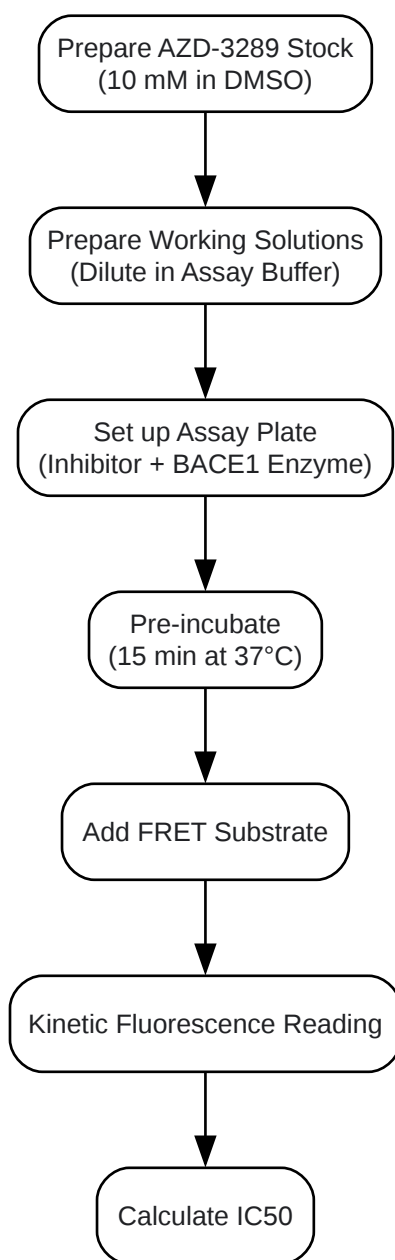 Prepare AZD-3289 Stock
(10 mM in DMSO)
Prepare Working Solutions
(Dilute in Assay Buffer)
Set up Assay Plate
(Inhibitor + BACE1 Enzyme)
Pre-incubate
(15 min at 37°C)
Add FRET Substrate
Kinetic Fluorescence Reading
Calculate IC50